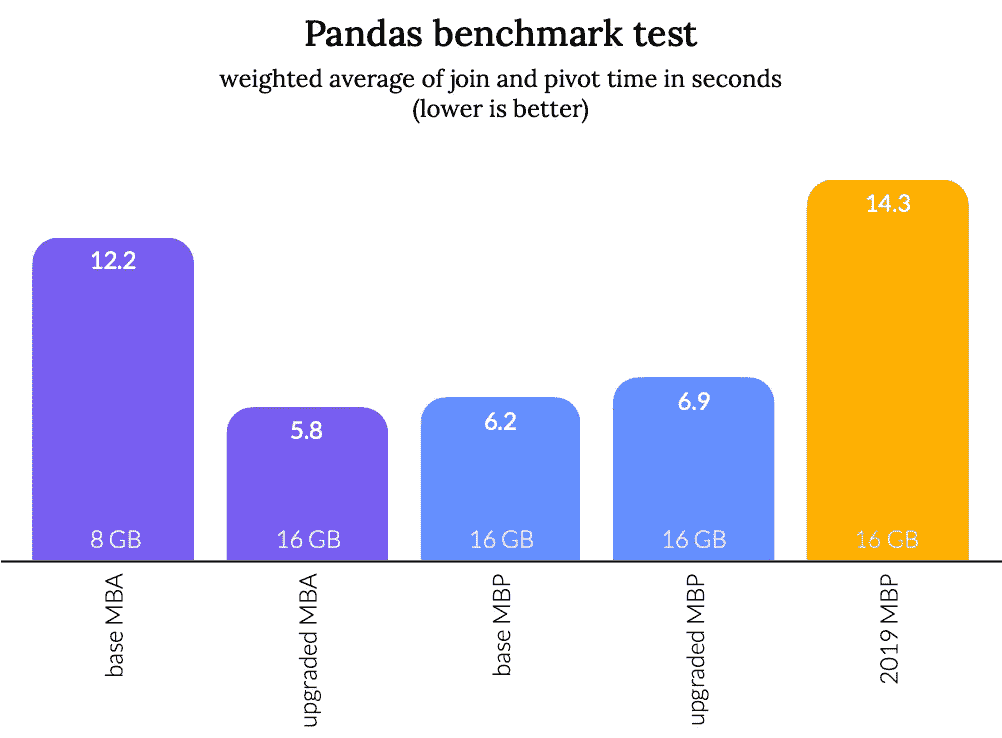 Pandas benchmark test
weighted average of join and pivot time in seconds
(lower is better)
12.2
5.8
6.2
6.9
14.3
8 GB
16 GB
16 GB
16 GB
16 GB
base MBA
upgraded MBA
base MBP
upgraded MBP
2019 MBP